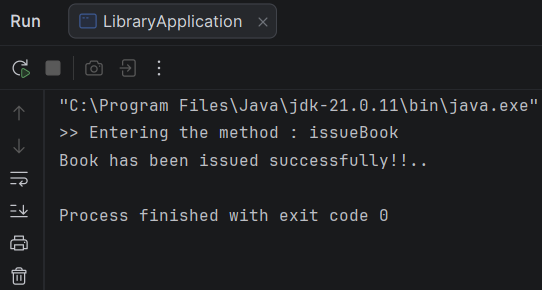 Run
LibraryApplication
"C:\Program Files\Java\jdk-21.0.11\bin\java.exe"
>> Entering the method : issueBook
Book has been issued successfully!!..
Process finished with exit code 0